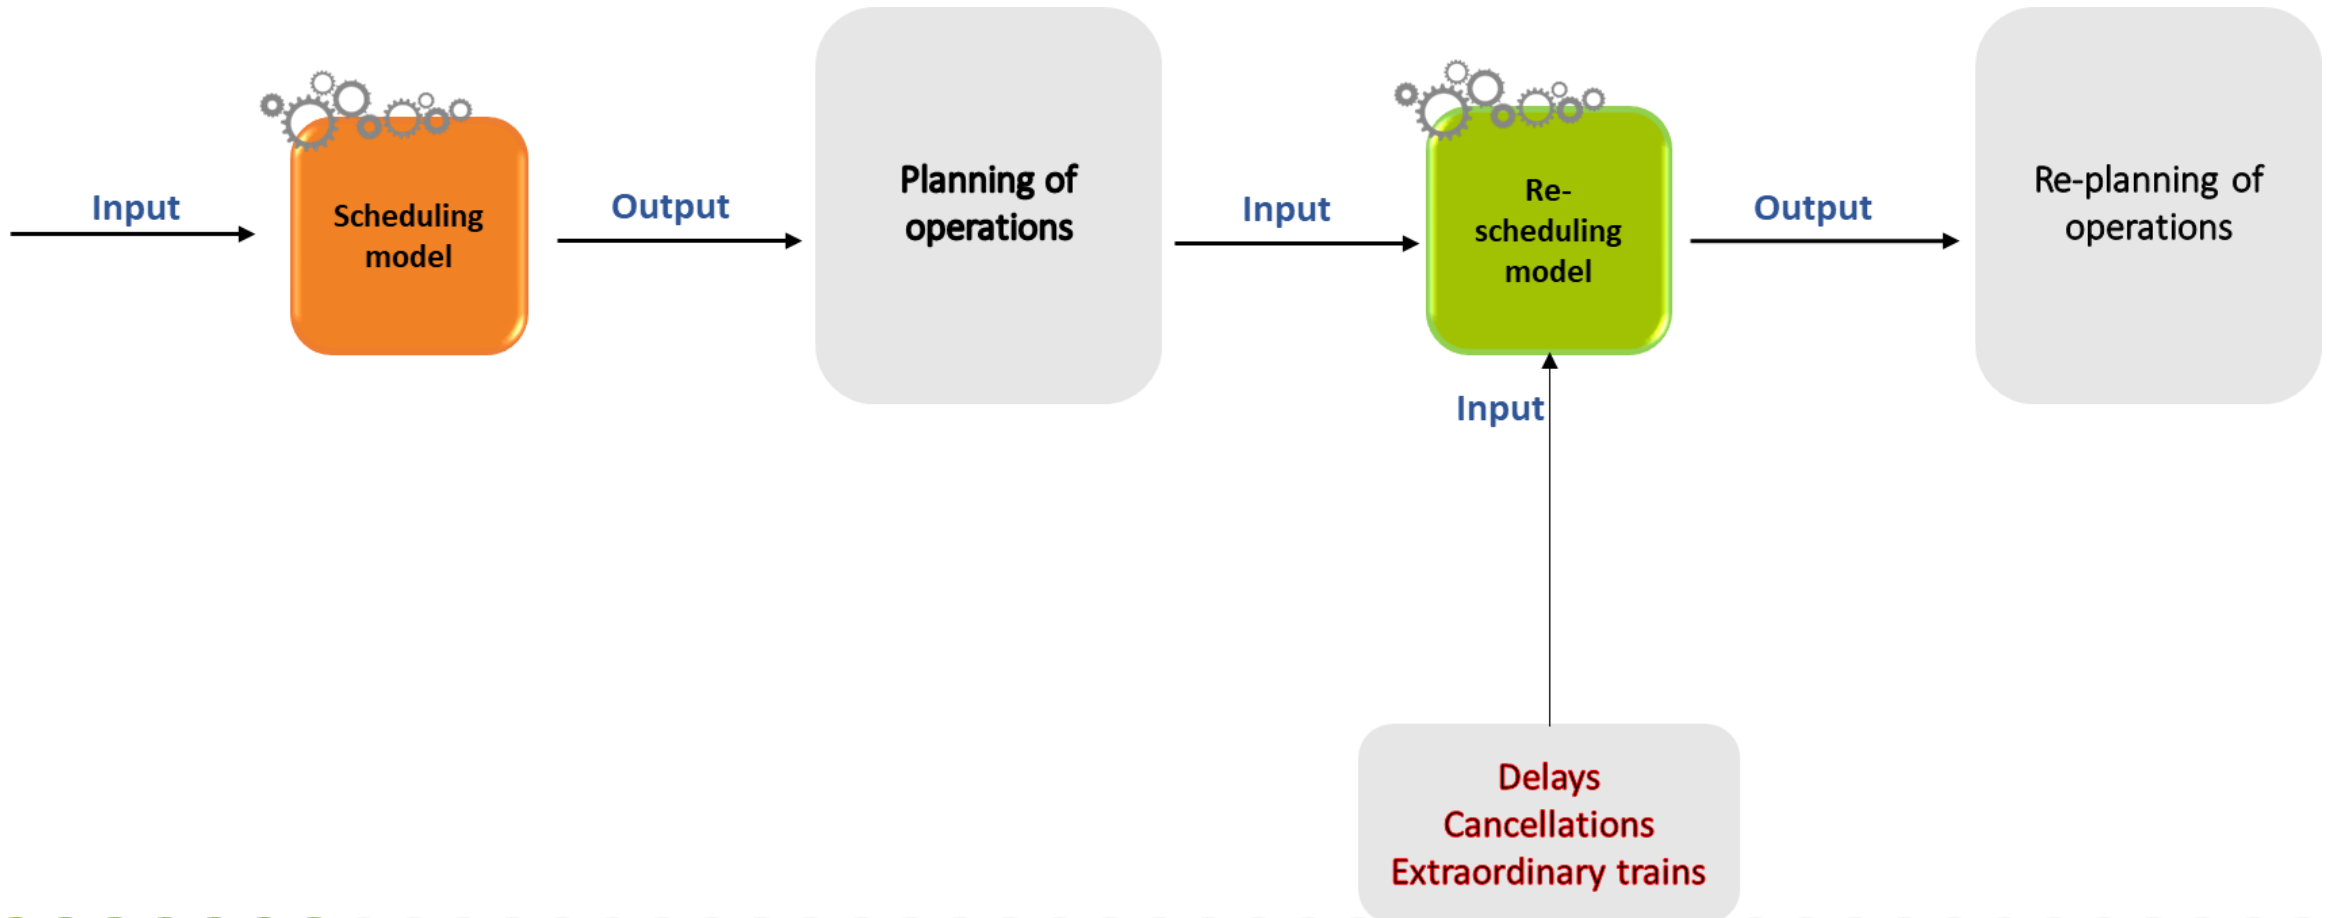 Input
Scheduling
model
Output
Planning of
operations
Input
Re-
scheduling
model
Output
Re-planning of
operations
Input
Delays
Cancellations
Extraordinary trains